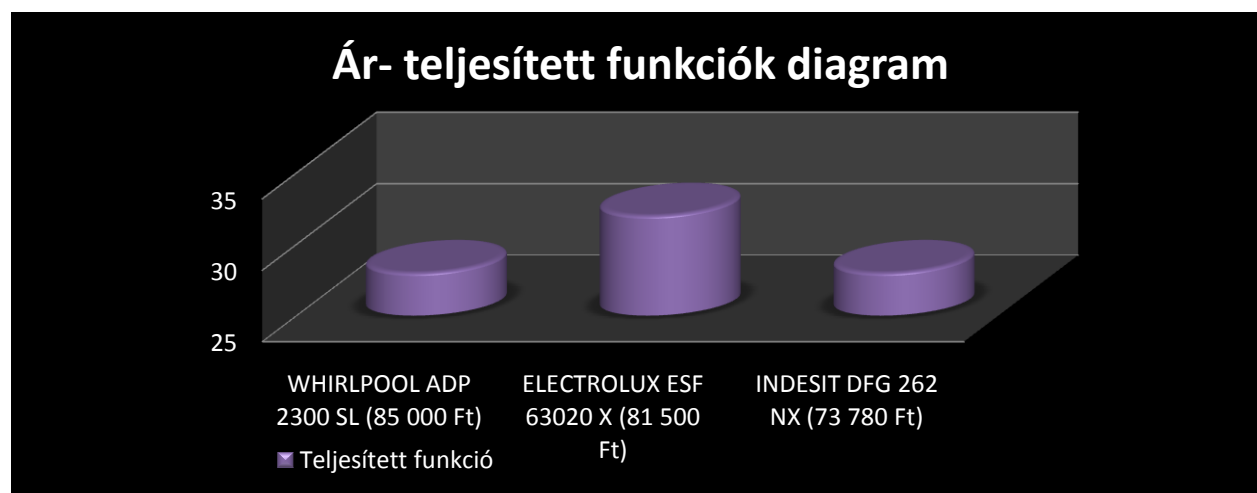 Ár- teljesített funkciók diagram
35
30
25
WHIRLPOOL ADP
2300 SL (85 000 Ft)
ELECTROLUX ESF
63020 X (81 500
Ft)
INDESIT DFG 262
NX (73 780 Ft)
Teljesített funkció